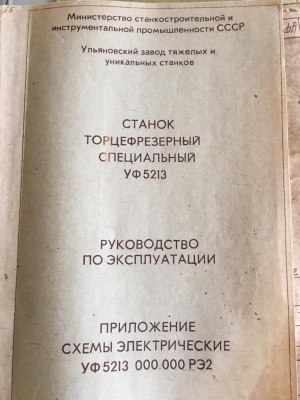 Министерство станкостроительной и
инструментальной промышленности СССР
Ульяновский завод тяжелых и
уникальных станков
СТАНОК
ТОРЦЕФРЕЗЕРНЫЙ
СПЕЦИАЛЬНЫЙ
УФ5213
РУКОВОДСТВО
ПО ЭКСПЛУАТАЦИИ
ПРИЛОЖЕНИЕ
СХЕМЫ ЭЛЕКТРИЧЕСКИЕ
УФ5213 000.000 РЭ2